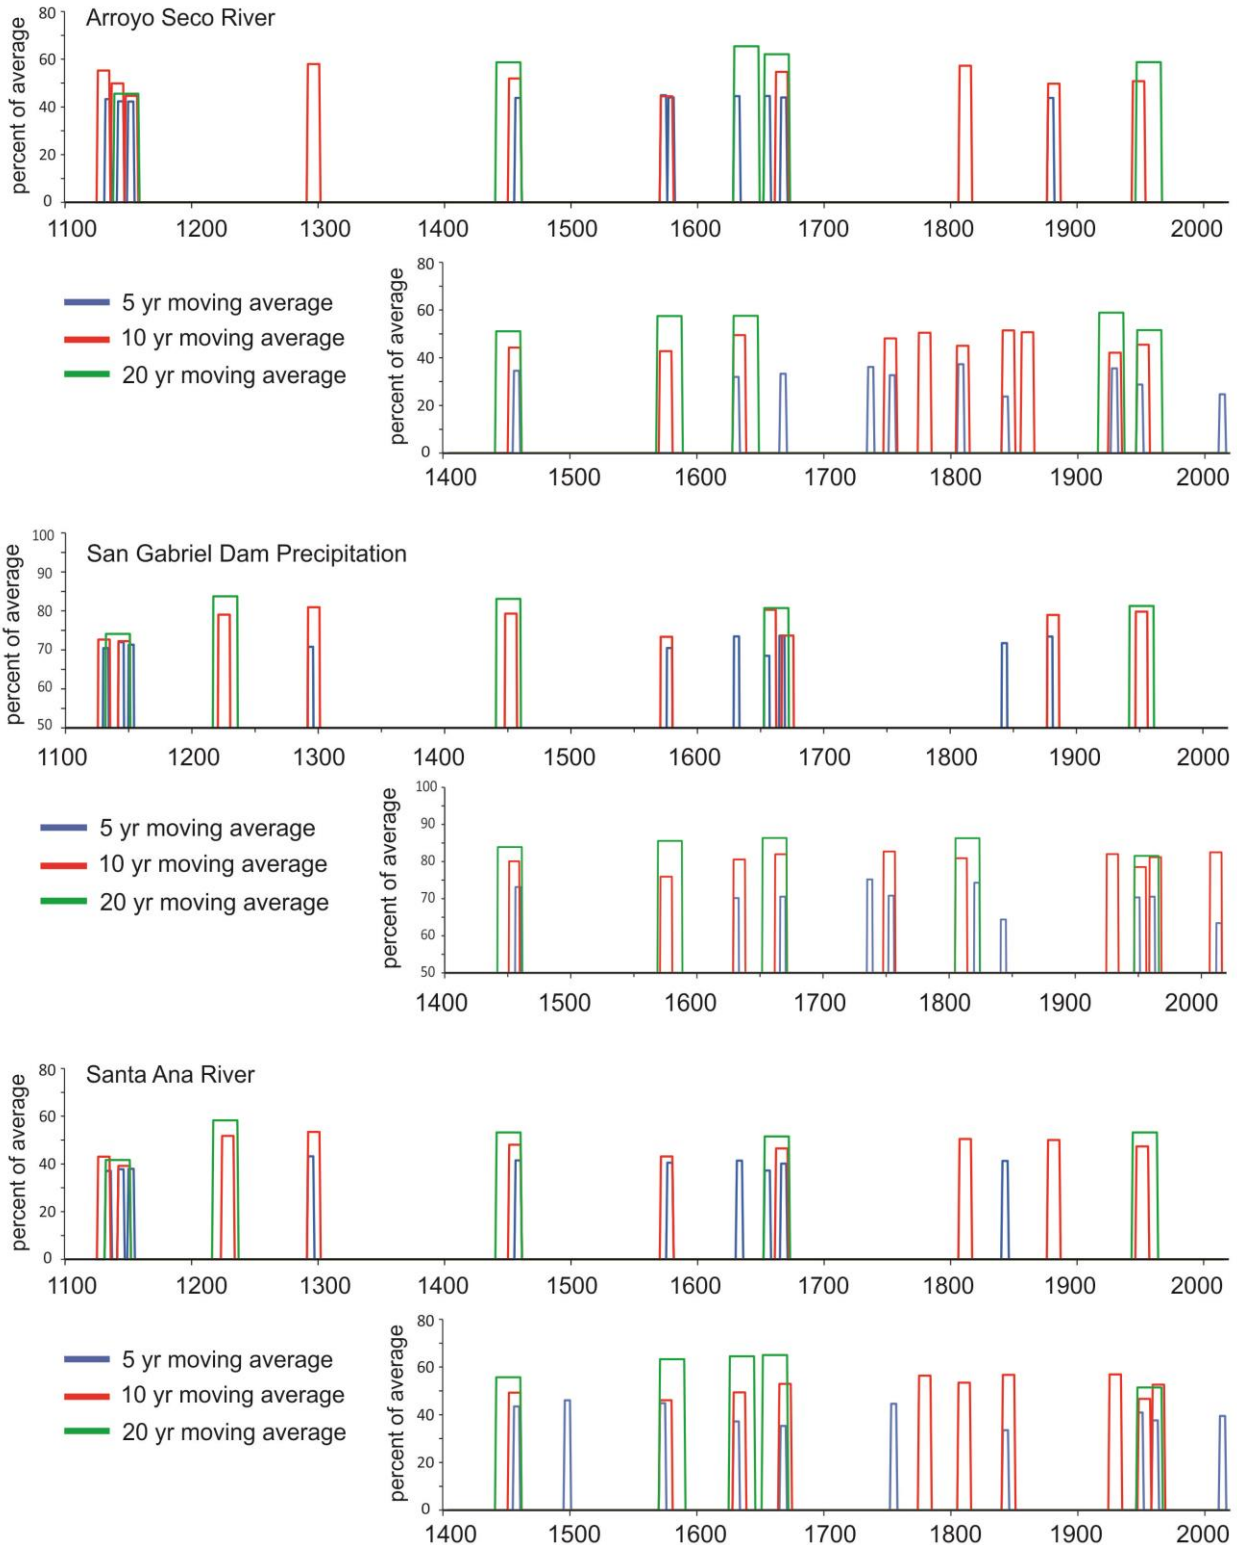 Arroyo Seco River
percent of average
80
60
40
20
0
1100 1200 1300 1400 1500 1600 1700 1800 1900 2000
5 yr moving average
10 yr moving average
20 yr moving average
percent of average
80
60
40
20
0
1400 1500 1600 1700 1800 1900 2000
San Gabriel Dam Precipitation
percent of average
100
90
80
70
60
50
1100 1200 1300 1400 1500 1600 1700 1800 1900 2000
5 yr moving average
10 yr moving average
20 yr moving average
percent of average
100
90
80
70
60
50
1400 1500 1600 1700 1800 1900 2000
Santa Ana River
percent of average
80
60
40
20
0
1100 1200 1300 1400 1500 1600 1700 1800 1900 2000
5 yr moving average
10 yr moving average
20 yr moving average
percent of average
80
60
40
20
0
1400 1500 1600 1700 1800 1900 2000